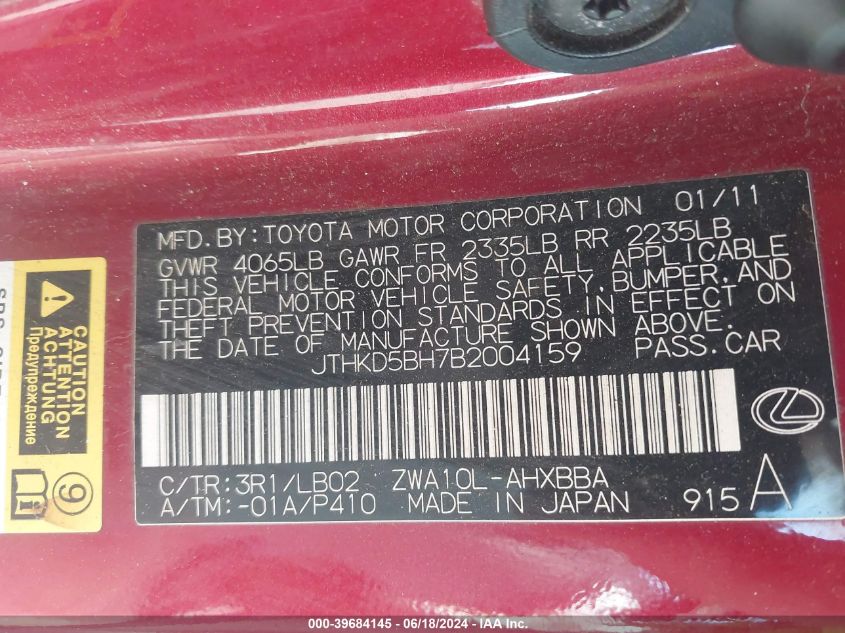 MFD. BY: TOYOTA MOTOR CORPORATION 01/11
GVWR 4065LB GAWR FR 2335LB RR 2235LB
THIS VEHICLE CONFORMS TO ALL APPLICABLE
FEDERAL MOTOR VEHICLE SAFETY, BUMPER, AND
THEFT PREVENTION STANDARDS IN EFFECT ON
THE DATE OF MANUFACTURE SHOWN ABOVE.
JTHKD5BH7B2004159 PASS. CAR
C/TR: 3R1/LB02 ZWA10L-AHXBBA
A/TM: -01A/P410 MADE IN JAPAN 915 A
CAUTION
ATTENTION
ACHTUNG
Предупреждение
9
000-39684145 - 06/18/2024 - IAA Inc.